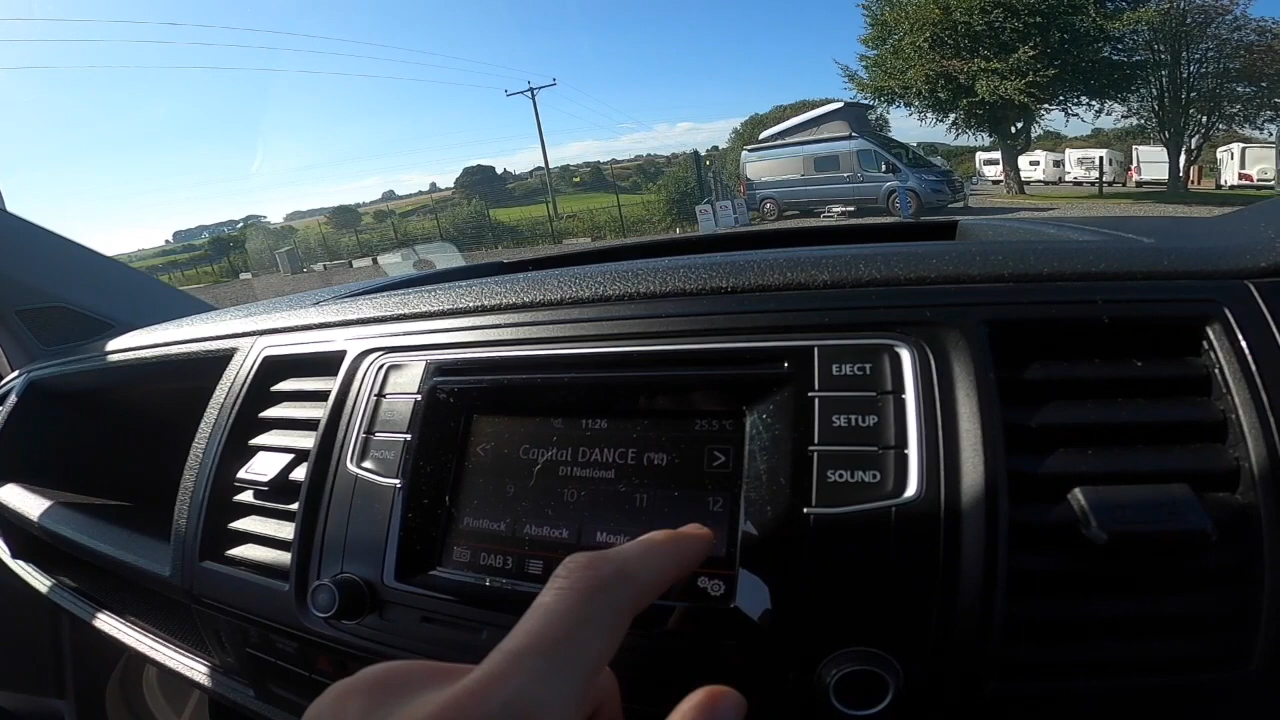 EJECT
SETUP
SOUND
PHONE
11:26
25.5 °C
< Capital DANCE >
D1 National
9 10 11 12
PlntRock AbsRock Magic
DAB3